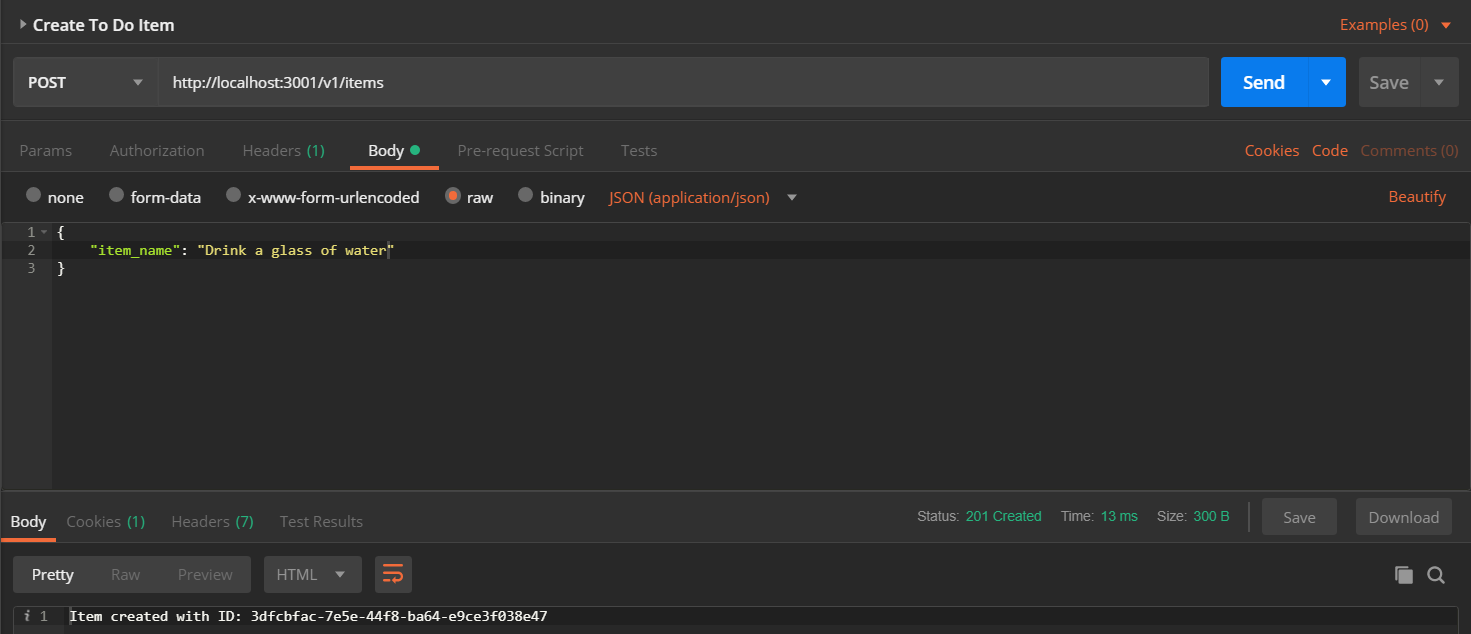 Create To Do Item
Examples (0)
POST
http://localhost:3001/v1/items
Send
Save
Params Authorization Headers (1) Body Pre-request Script Tests
Cookies Code Comments (0)
none form-data x-www-form-urlencoded raw binary JSON (application/json)
Beautify
1 {
2 "item_name": "Drink a glass of water"
3 }
Body Cookies (1) Headers (7) Test Results
Status: 201 Created Time: 13 ms Size: 300 B
Save
Download
Pretty Raw Preview
HTML
i 1 Item created with ID: 3dfcbfac-7e5e-44f8-ba64-e9ce3f038e47